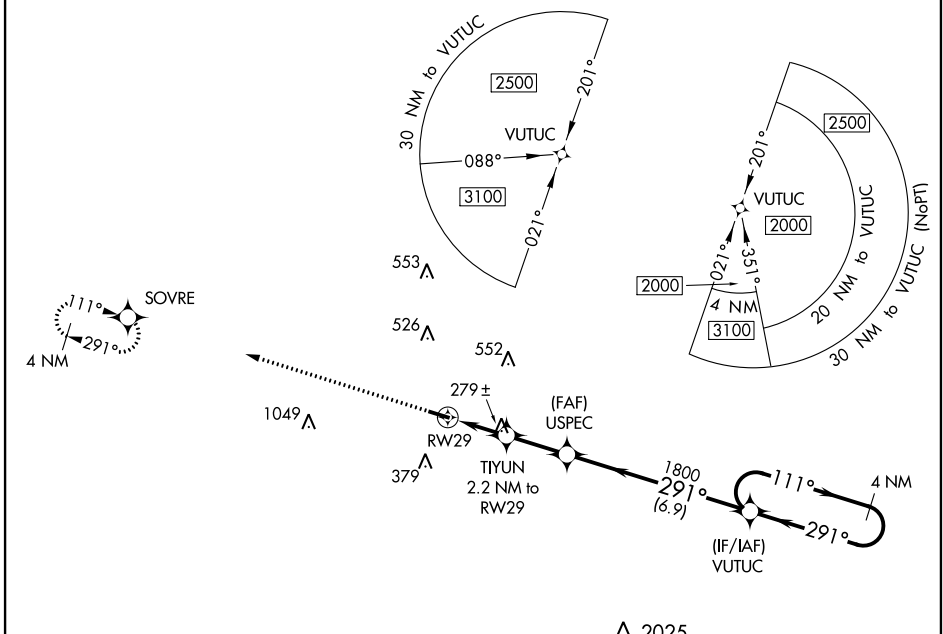 30 NM to VUTUC
2500
201°
VUTUC
088°
3100
021°
2500
201°
VUTUC
2000
021°
351°
2000
4 NM
3100
20 NM to VUTUC
30 NM to VUTUC (NoPT)
553
526
552
SOVRE
111°
291°
4 NM
1049
279 ±
RW29
379
TIYUN
2.2 NM to
RW29
(FAF)
USPEC
1800
291°
(6.9)
111°
4 NM
291°
(IF/IAF)
VUTUC
2025